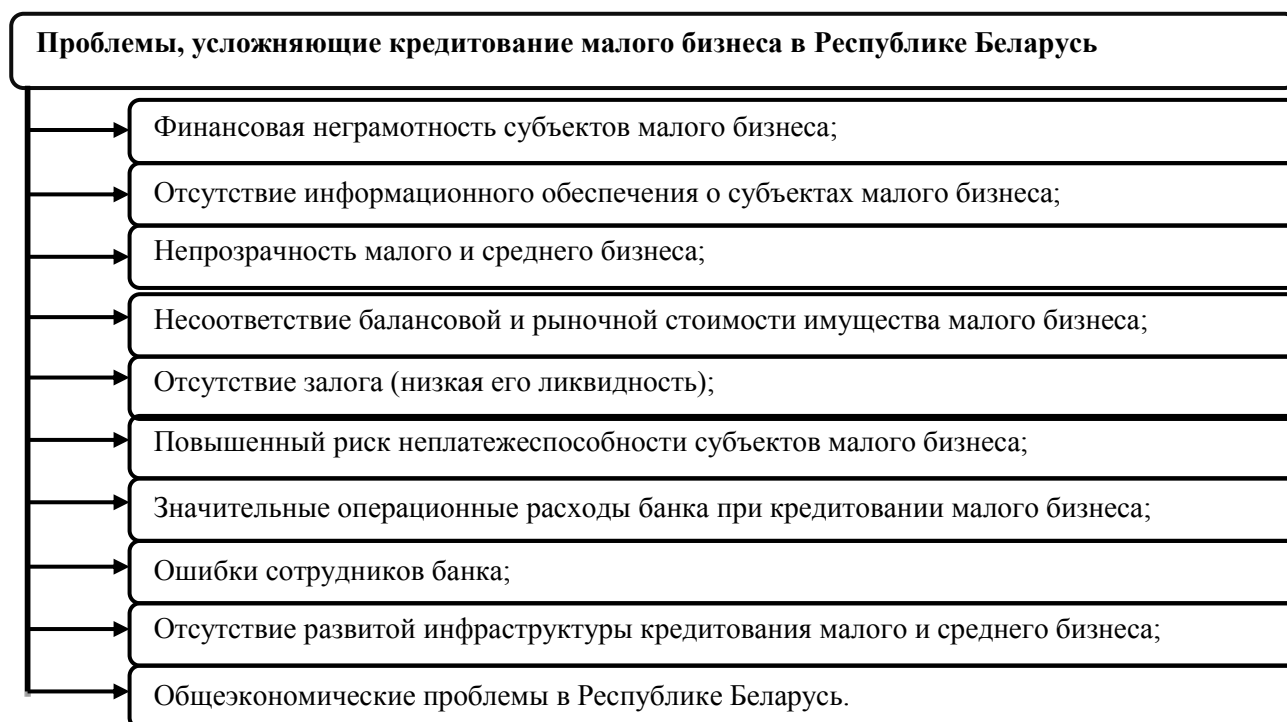 Проблемы, усложняющие кредитование малого бизнеса в Республике Беларусь
Финансовая неграмотность субъектов малого бизнеса;
Отсутствие информационного обеспечения о субъектах малого бизнеса;
Непрозрачность малого и среднего бизнеса;
Несоответствие балансовой и рыночной стоимости имущества малого бизнеса;
Отсутствие залога (низкая его ликвидность);
Повышенный риск неплатежеспособности субъектов малого бизнеса;
Значительные операционные расходы банка при кредитовании малого бизнеса;
Ошибки сотрудников банка;
Отсутствие развитой инфраструктуры кредитования малого и среднего бизнеса;
Общеэкономические проблемы в Республике Беларусь.